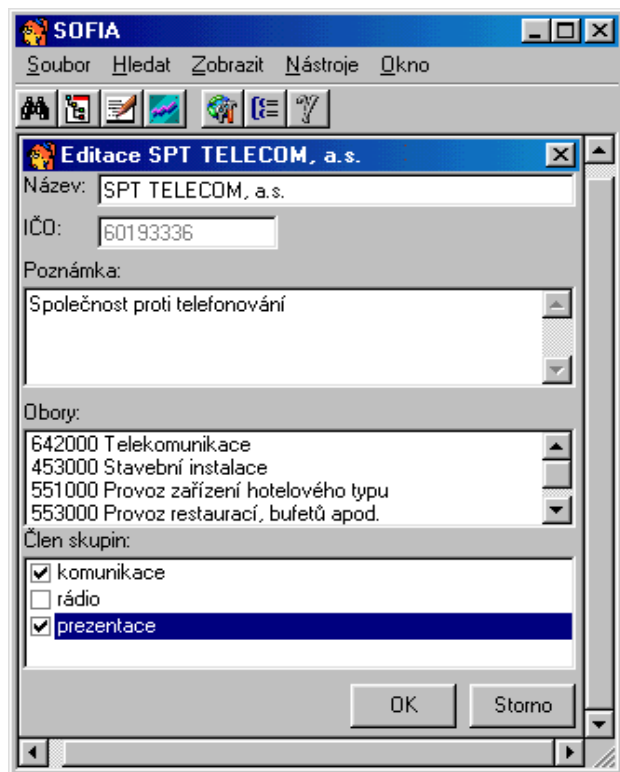 SOFIA
Soubor Hledat Zobrazit Nástroje Okno
Editace SPT TELECOM, a.s.
Název: SPT TELECOM, a.s.
IČO: 60193336
Poznámka:
Společnost proti telefonování
Obory:
642000 Telekomunikace
453000 Stavební instalace
551000 Provoz zařízení hotelového typu
553000 Provoz restaurací, bufetů apod.
Člen skupin:
komunikace
rádio
prezentace
OK Storno